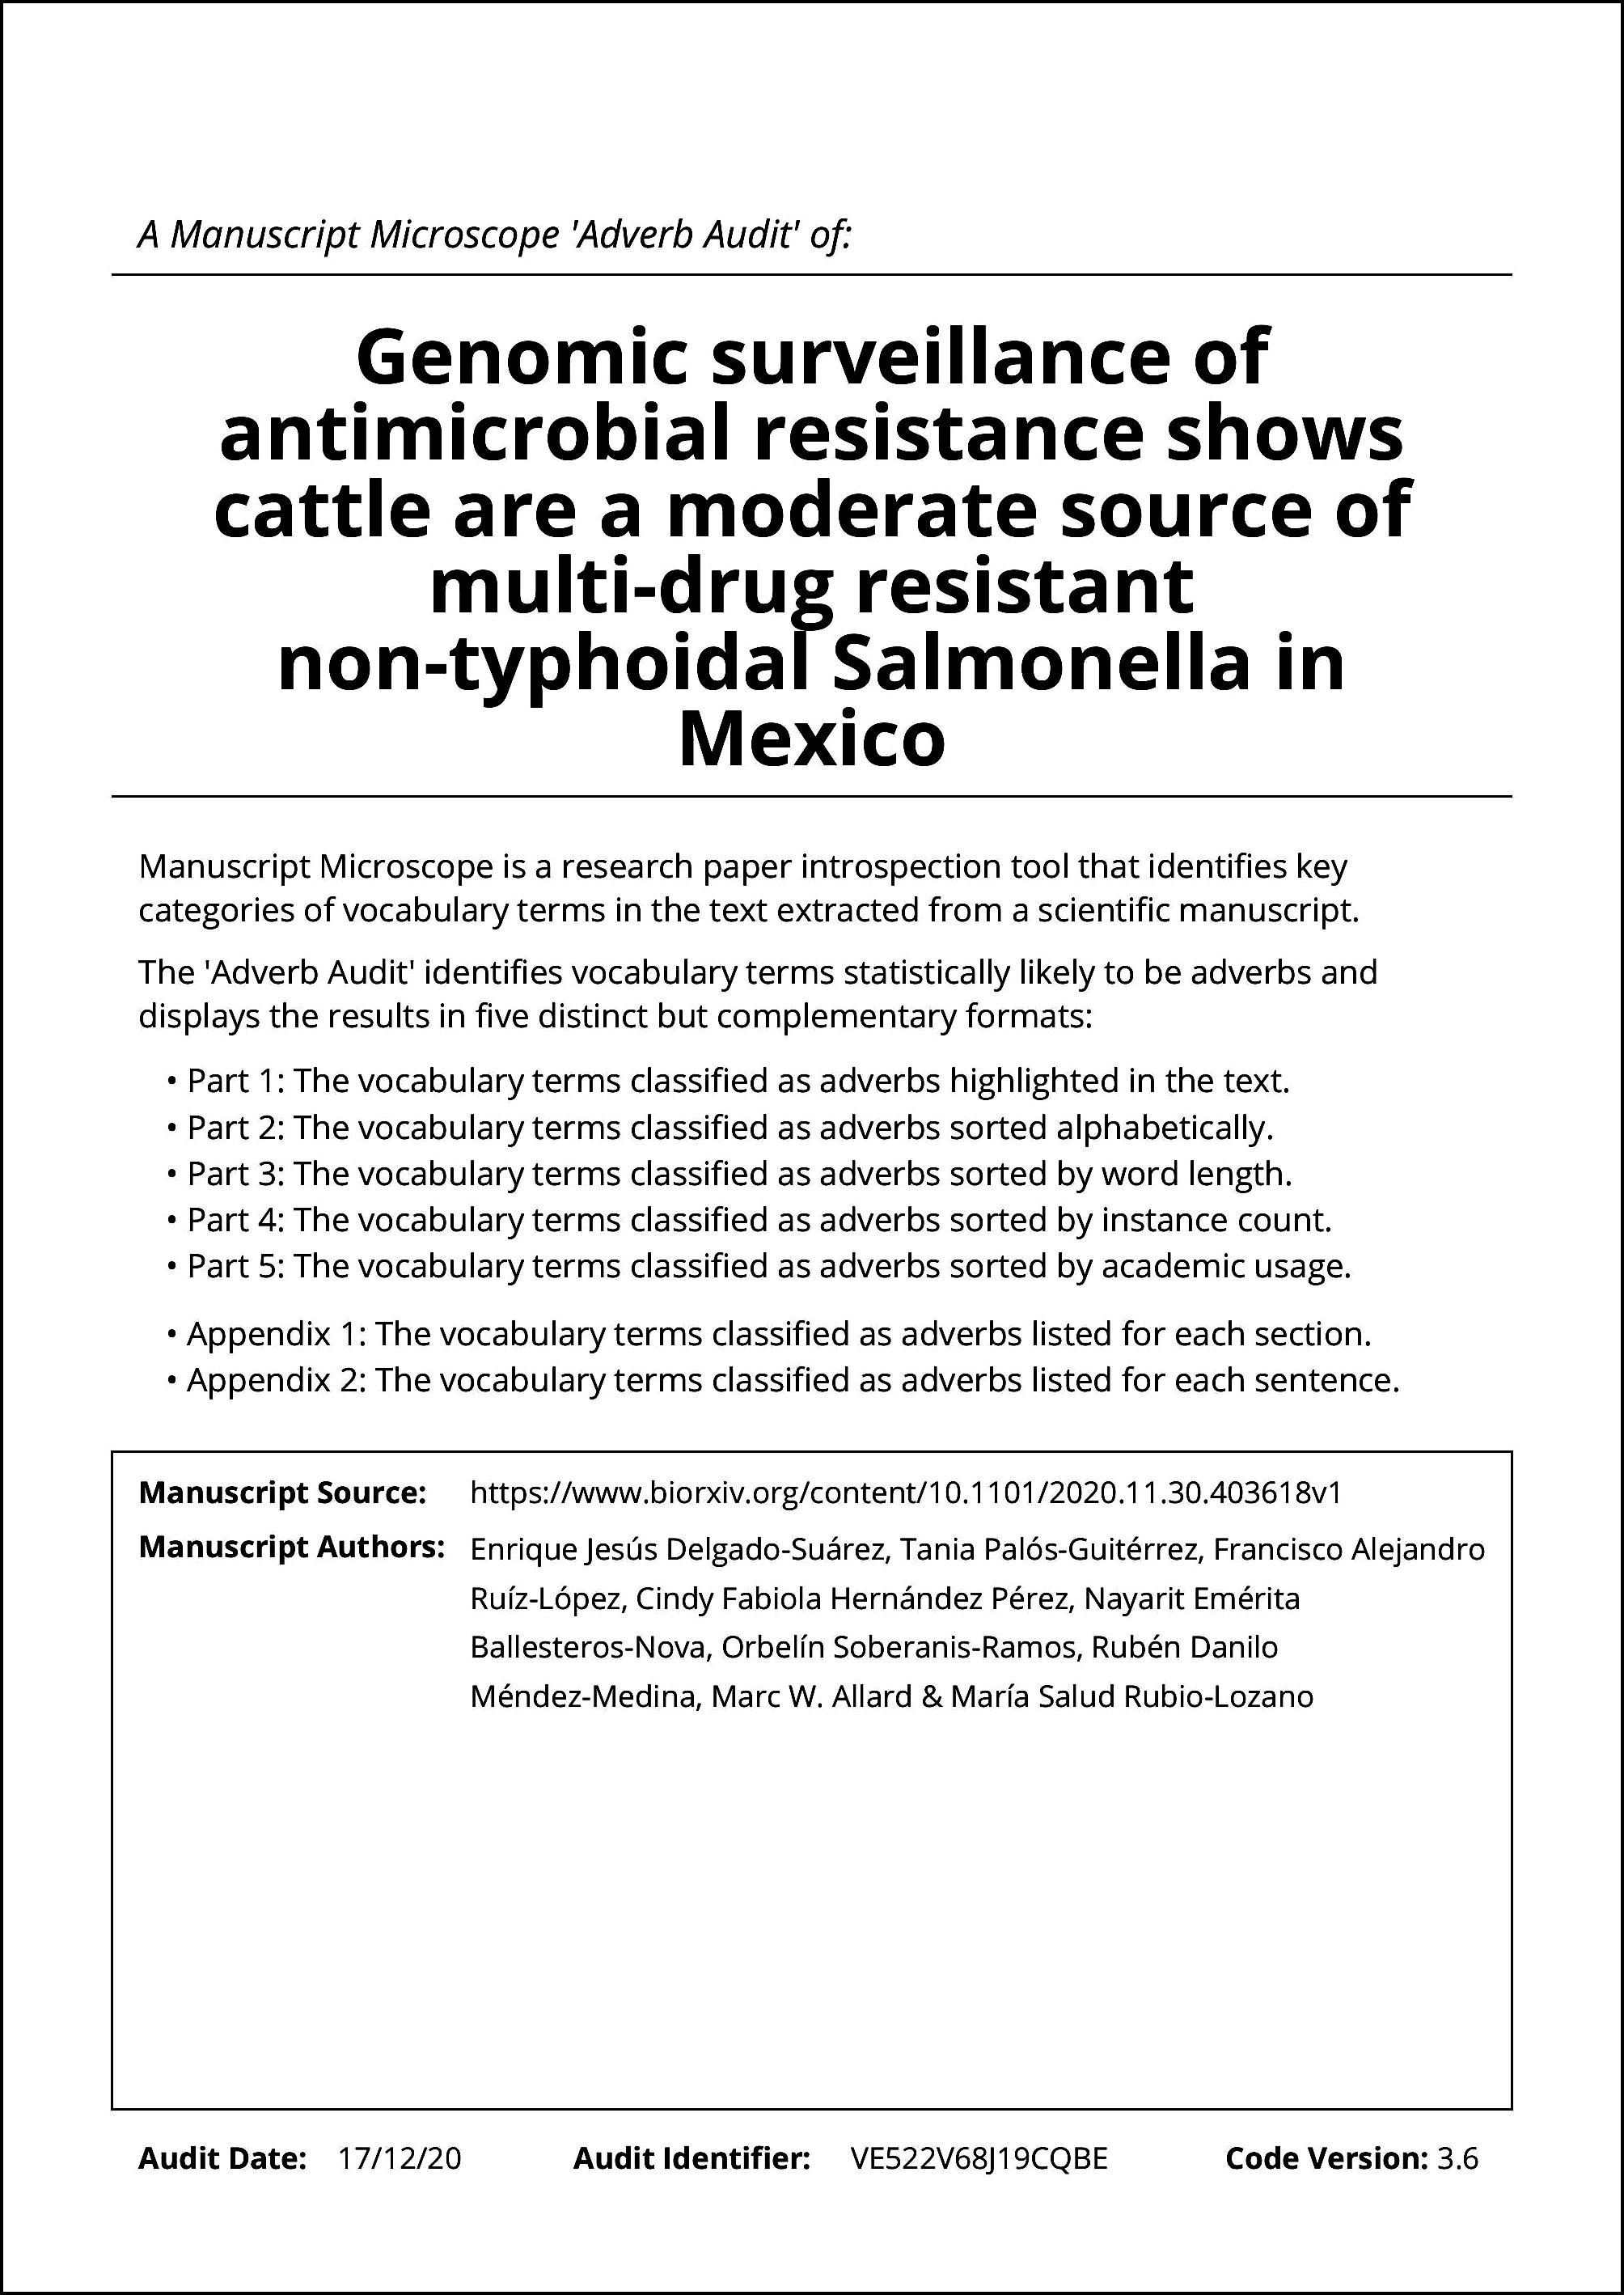 A Manuscript Microscope 'Adverb Audit' of:
Genomic surveillance of
antimicrobial resistance shows
cattle are a moderate source of
multi-drug resistant
non-typhoidal Salmonella in
Mexico
Manuscript Microscope is a research paper introspection tool that identifies key
categories of vocabulary terms in the text extracted from a scientific manuscript.
The 'Adverb Audit' identifies vocabulary terms statistically likely to be adverbs and
displays the results in five distinct but complementary formats:
• Part 1: The vocabulary terms classified as adverbs highlighted in the text.
• Part 2: The vocabulary terms classified as adverbs sorted alphabetically.
• Part 3: The vocabulary terms classified as adverbs sorted by word length.
• Part 4: The vocabulary terms classified as adverbs sorted by instance count.
• Part 5: The vocabulary terms classified as adverbs sorted by academic usage.
• Appendix 1: The vocabulary terms classified as adverbs listed for each section.
• Appendix 2: The vocabulary terms classified as adverbs listed for each sentence.
Manuscript Source: https://www.biorxiv.org/content/10.1101/2020.11.30.403618v1
Manuscript Authors: Enrique Jesús Delgado-Suárez, Tania Palós-Guitérrez, Francisco Alejandro
Ruíz-López, Cindy Fabiola Hernández Pérez, Nayarit Emérita
Ballesteros-Nova, Orbelín Soberanis-Ramos, Rubén Danilo
Méndez-Medina, Marc W. Allard & María Salud Rubio-Lozano
Audit Date: 17/12/20 Audit Identifier: VE522V68J19CQBE Code Version: 3.6